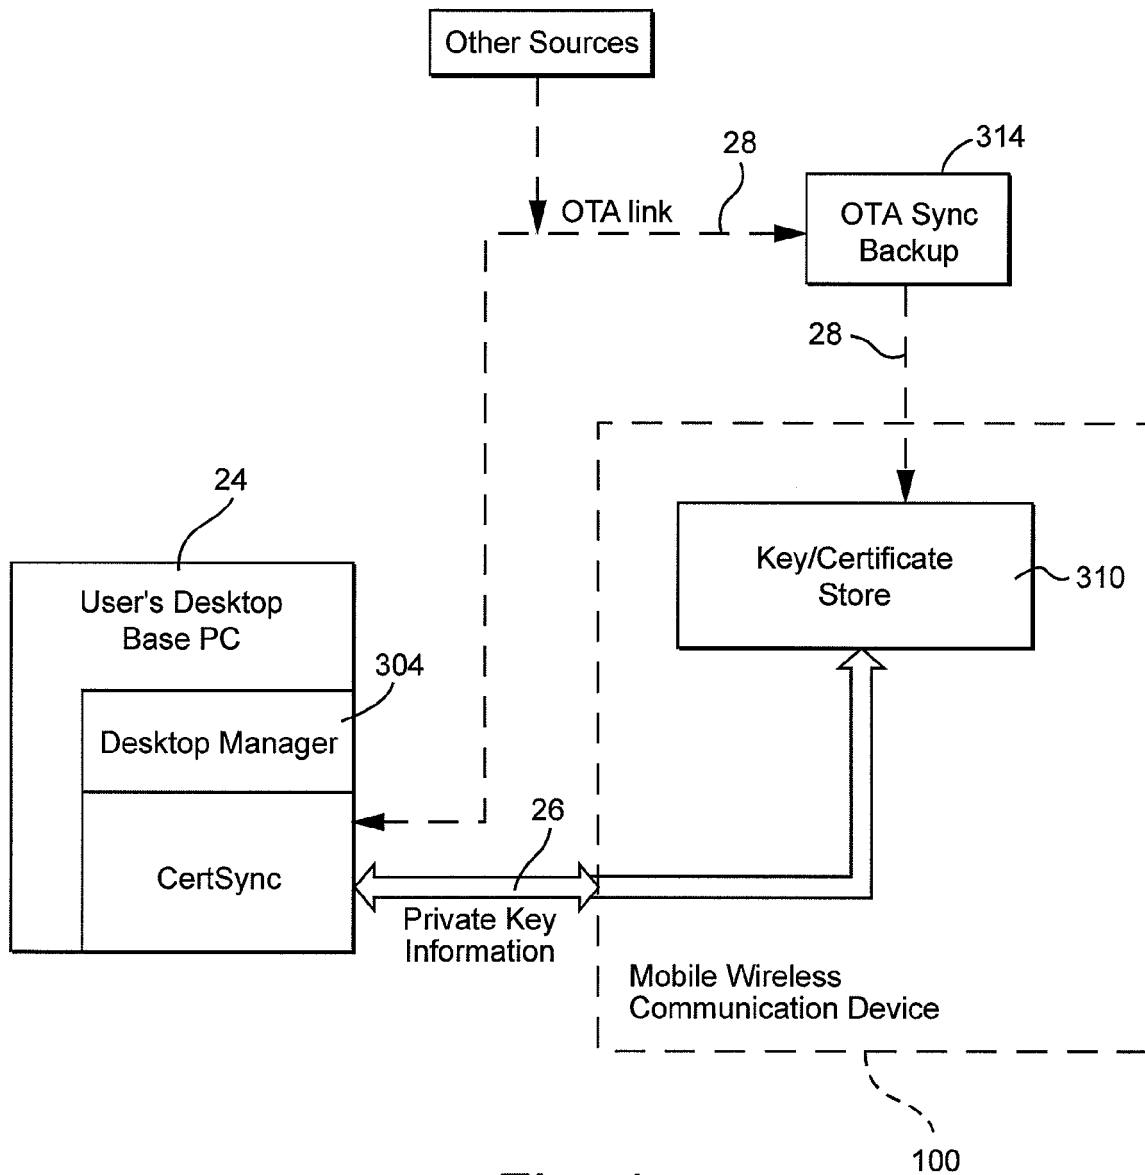 Other Sources
28
314
OTA link
OTA Sync
Backup
28
24
User's Desktop
Base PC
Key/Certificate
Store
310
304
Desktop Manager
26
CertSync
Private Key
Information
Mobile Wireless
Communication Device
100